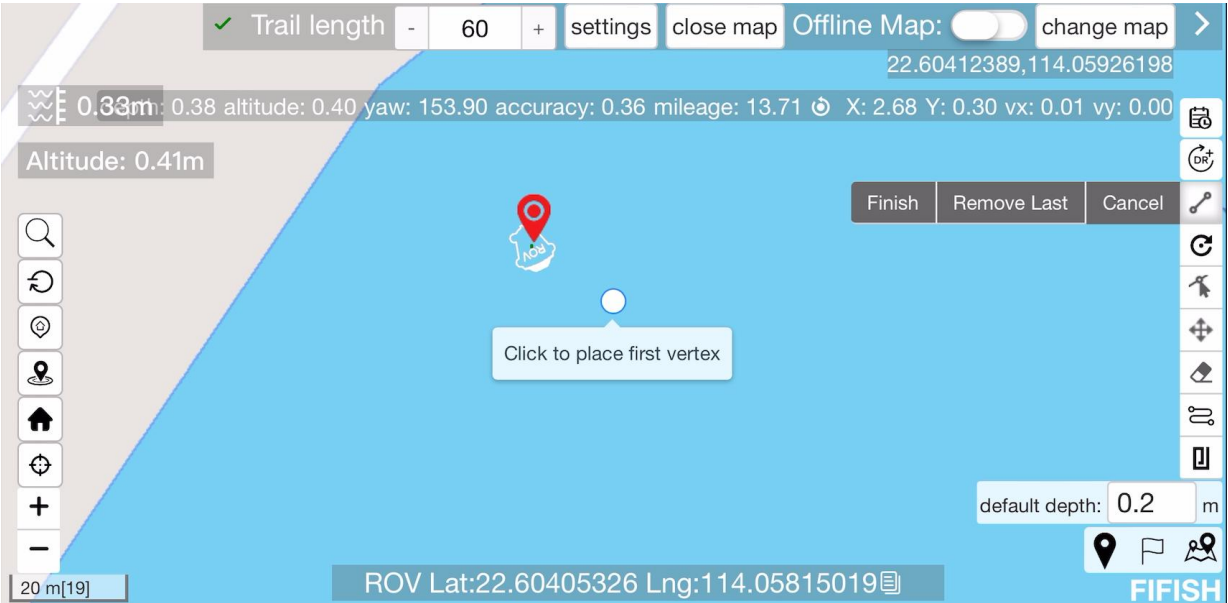 Trail length - 60 + settings close map Offline Map: change map
22.60412389,114.05926198
0.33m depth: 0.38 altitude: 0.40 yaw: 153.90 accuracy: 0.36 mileage: 13.71 X: 2.68 Y: 0.30 vx: 0.01 vy: 0.00
Altitude: 0.41m
DR+
Finish Remove Last Cancel
ROV
Click to place first vertex
default depth: 0.2 m
20 m[19]
ROV Lat:22.60405326 Lng:114.05815019
FIFISH